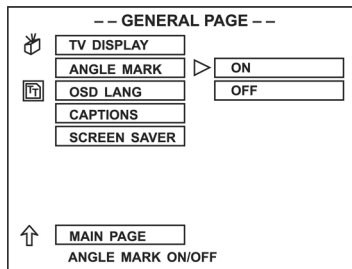 – – GENERAL PAGE – –
TV DISPLAY
ANGLE MARK
ON
OSD LANG
OFF
CAPTIONS
SCREEN SAVER
MAIN PAGE
ANGLE MARK ON/OFF